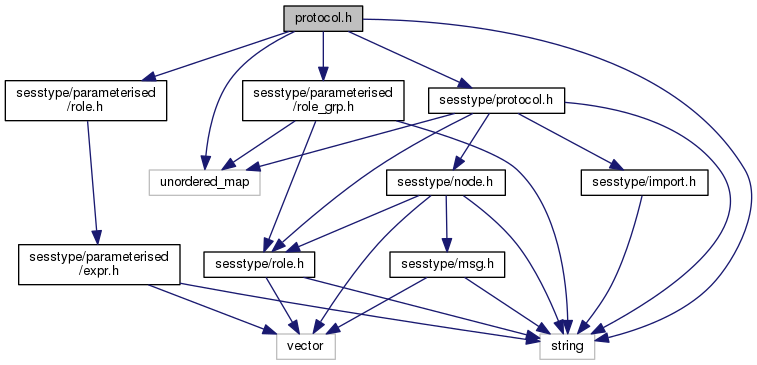 protocol.h
sesstype/parameterised
/role.h
sesstype/parameterised
/role_grp.h
sesstype/protocol.h
unordered_map
sesstype/node.h
sesstype/import.h
sesstype/parameterised
/expr.h
sesstype/role.h
sesstype/msg.h
vector
string